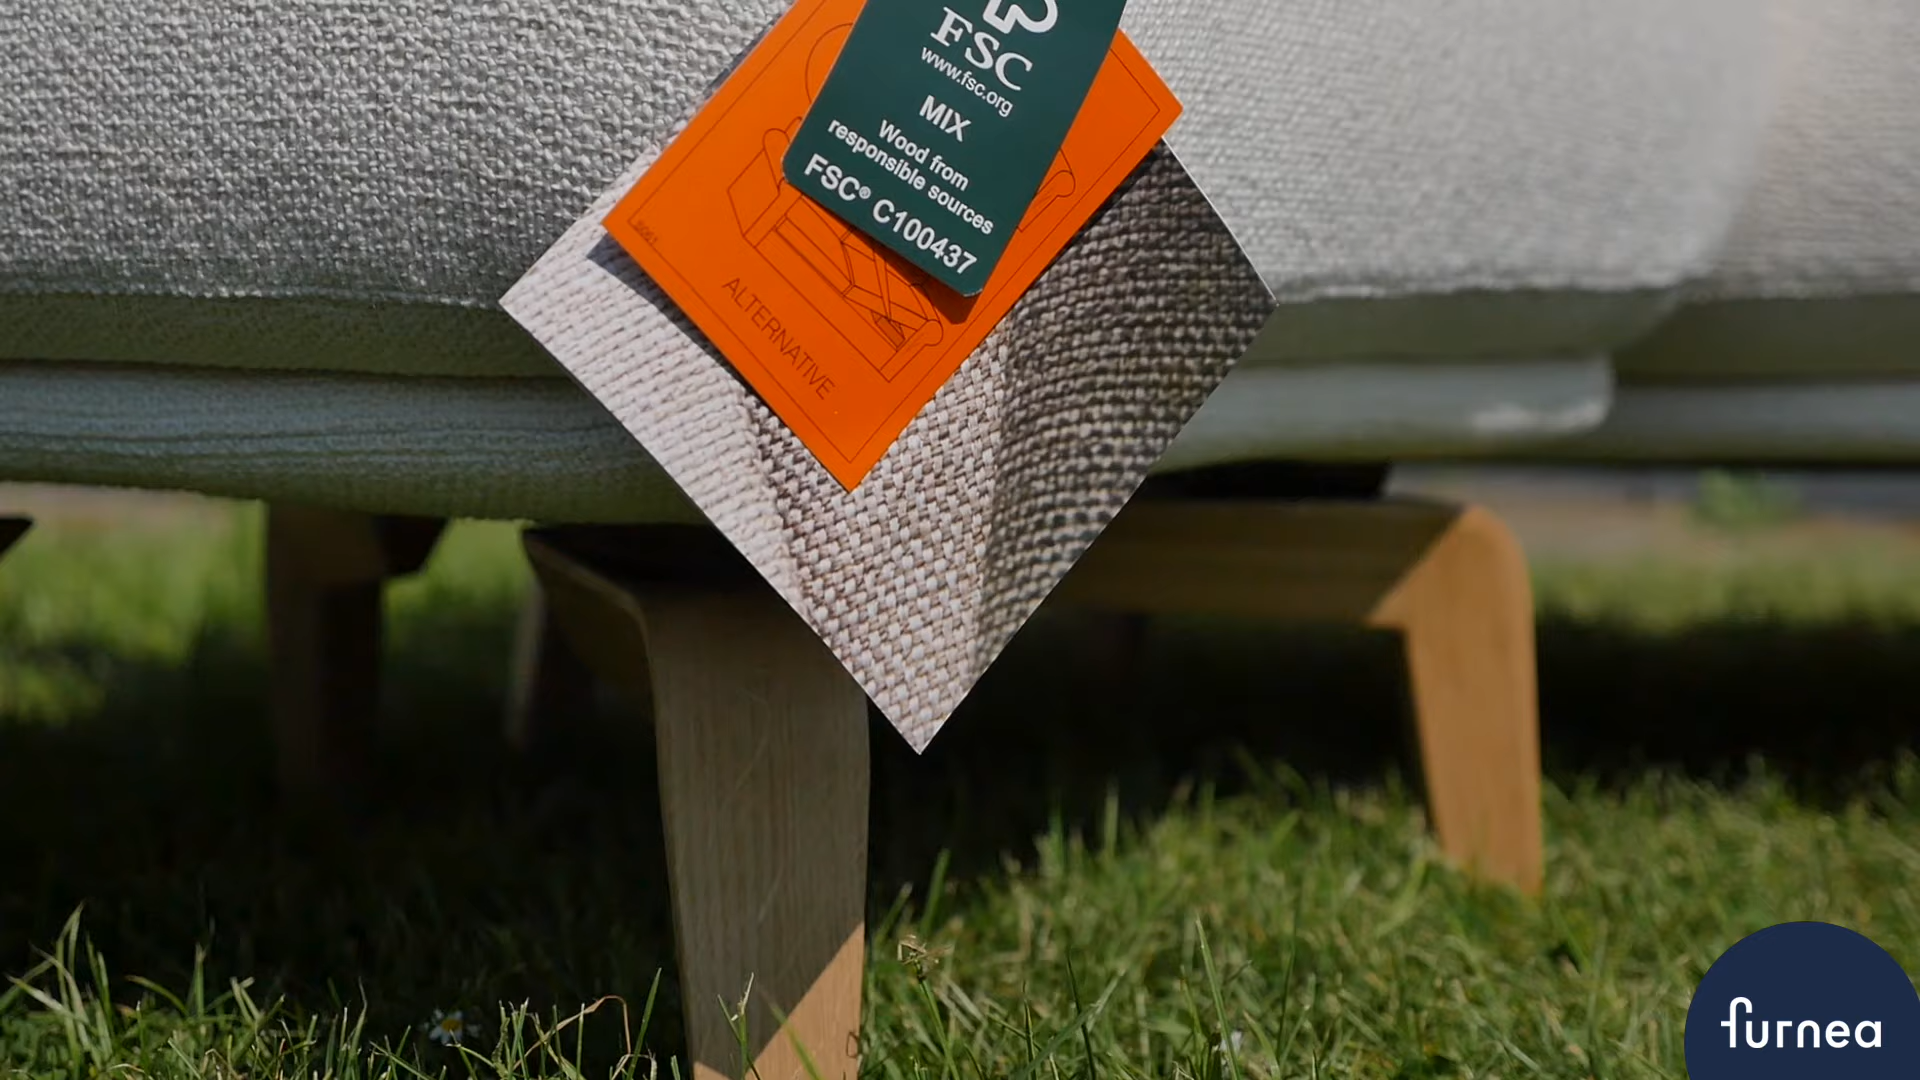 FSC
www.fsc.org
MIX
Wood from
responsible sources
FSC® C100437
ALTERNATIVE
furnea